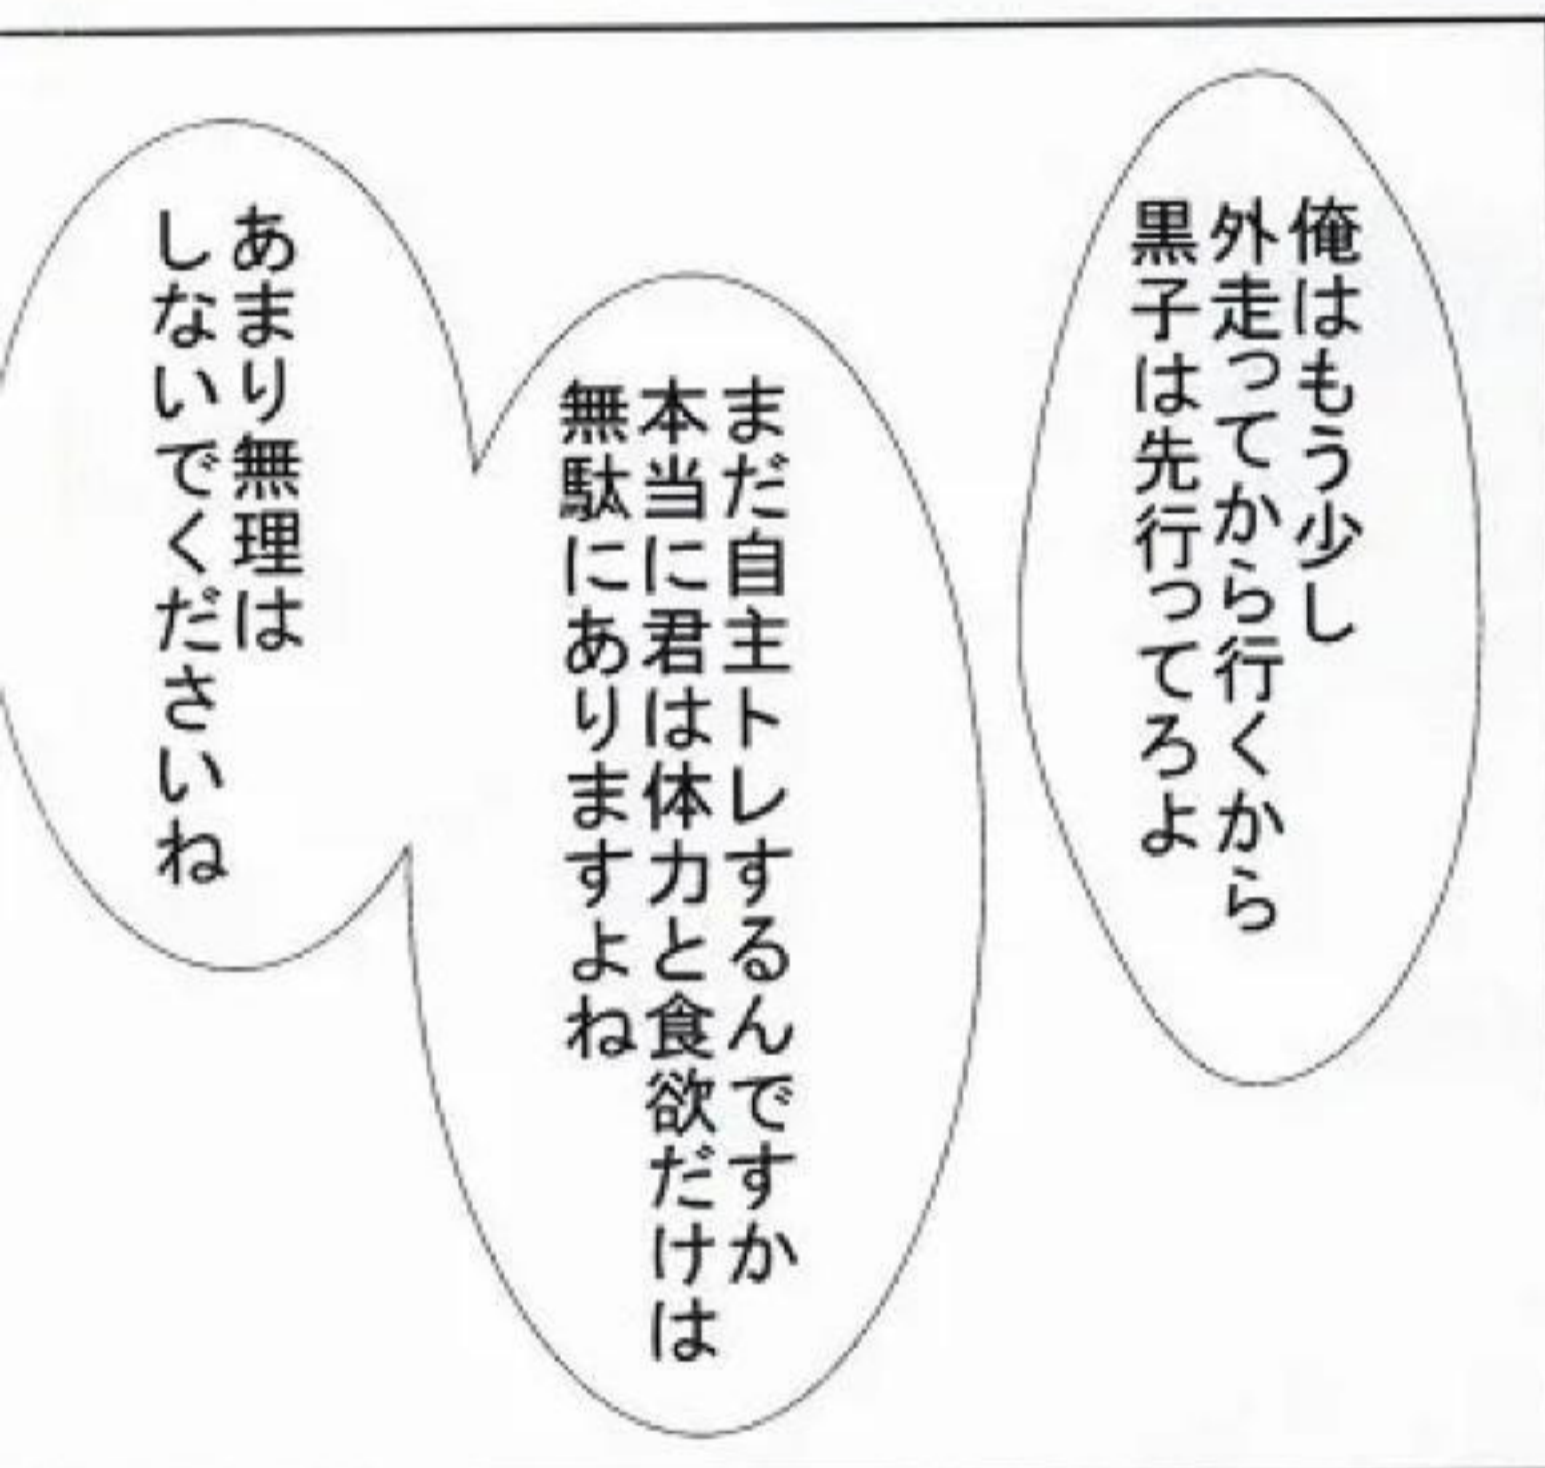 俺はもう少し
外走ってから行くから
黒子は先行ってろよ
まだ自主トレするんですか
本当に君は体力と食欲だけは
無駄にありますよね
あまり無理は
しないでくださいね